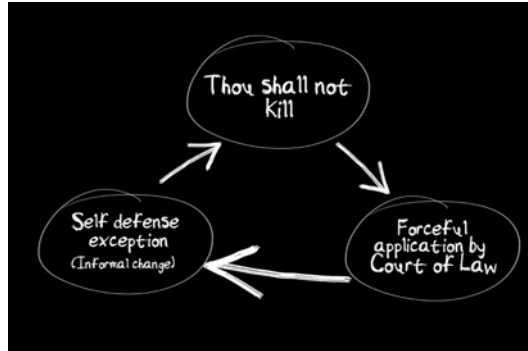 Thou shall not
Kill
Self defense
exception
(Informal change)
Forceful
application by
Court of Law